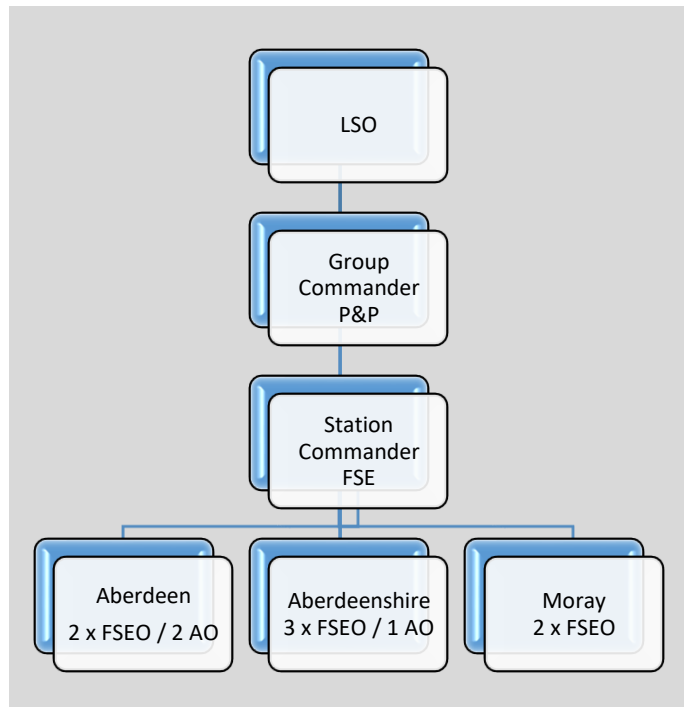 LSO
Group
Commander
P&P
Station
Commander
FSE
Aberdeen
2 x FSEO / 2 AO
Aberdeenshire
3 x FSEO / 1 AO
Moray
2 x FSEO